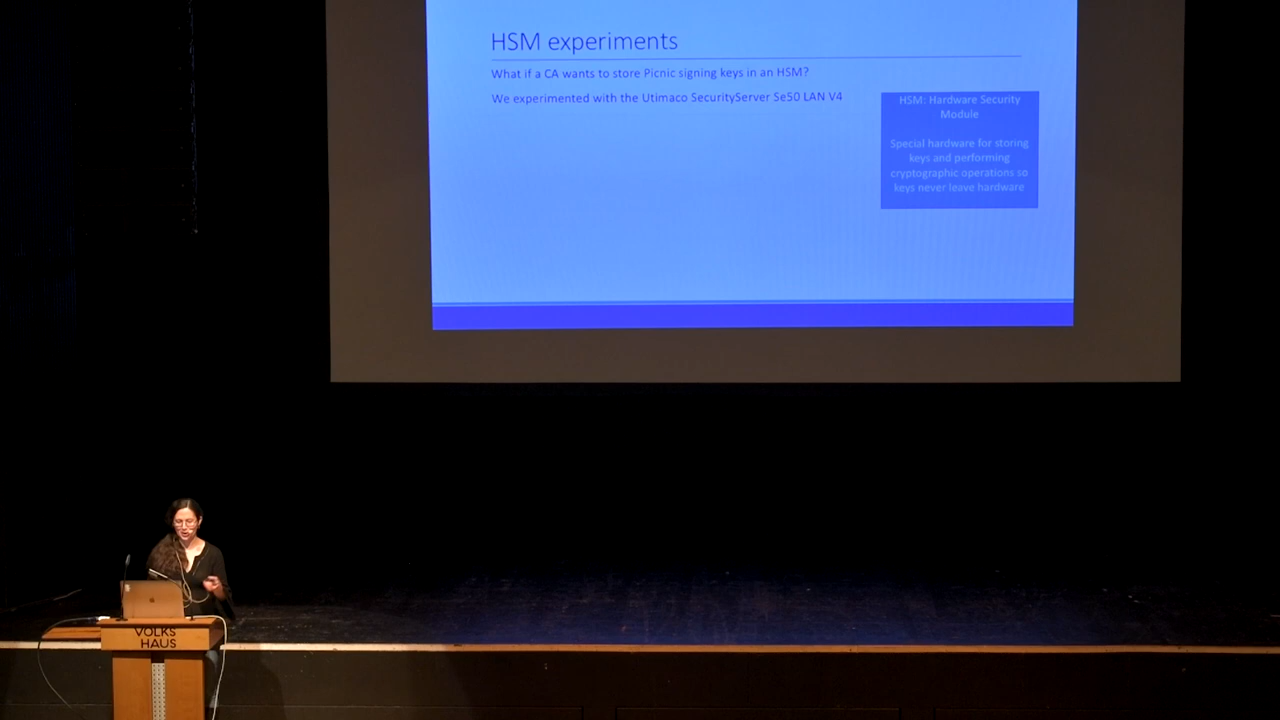 HSM experiments
What if a CA wants to store Picnic signing keys in an HSM?
We experimented with the Utimaco SecurityServer Se50 LAN V4
HSM: Hardware Security
Module
Special hardware for storing
keys and performing
cryptographic operations so
keys never leave hardware
VOLKS
HAUS